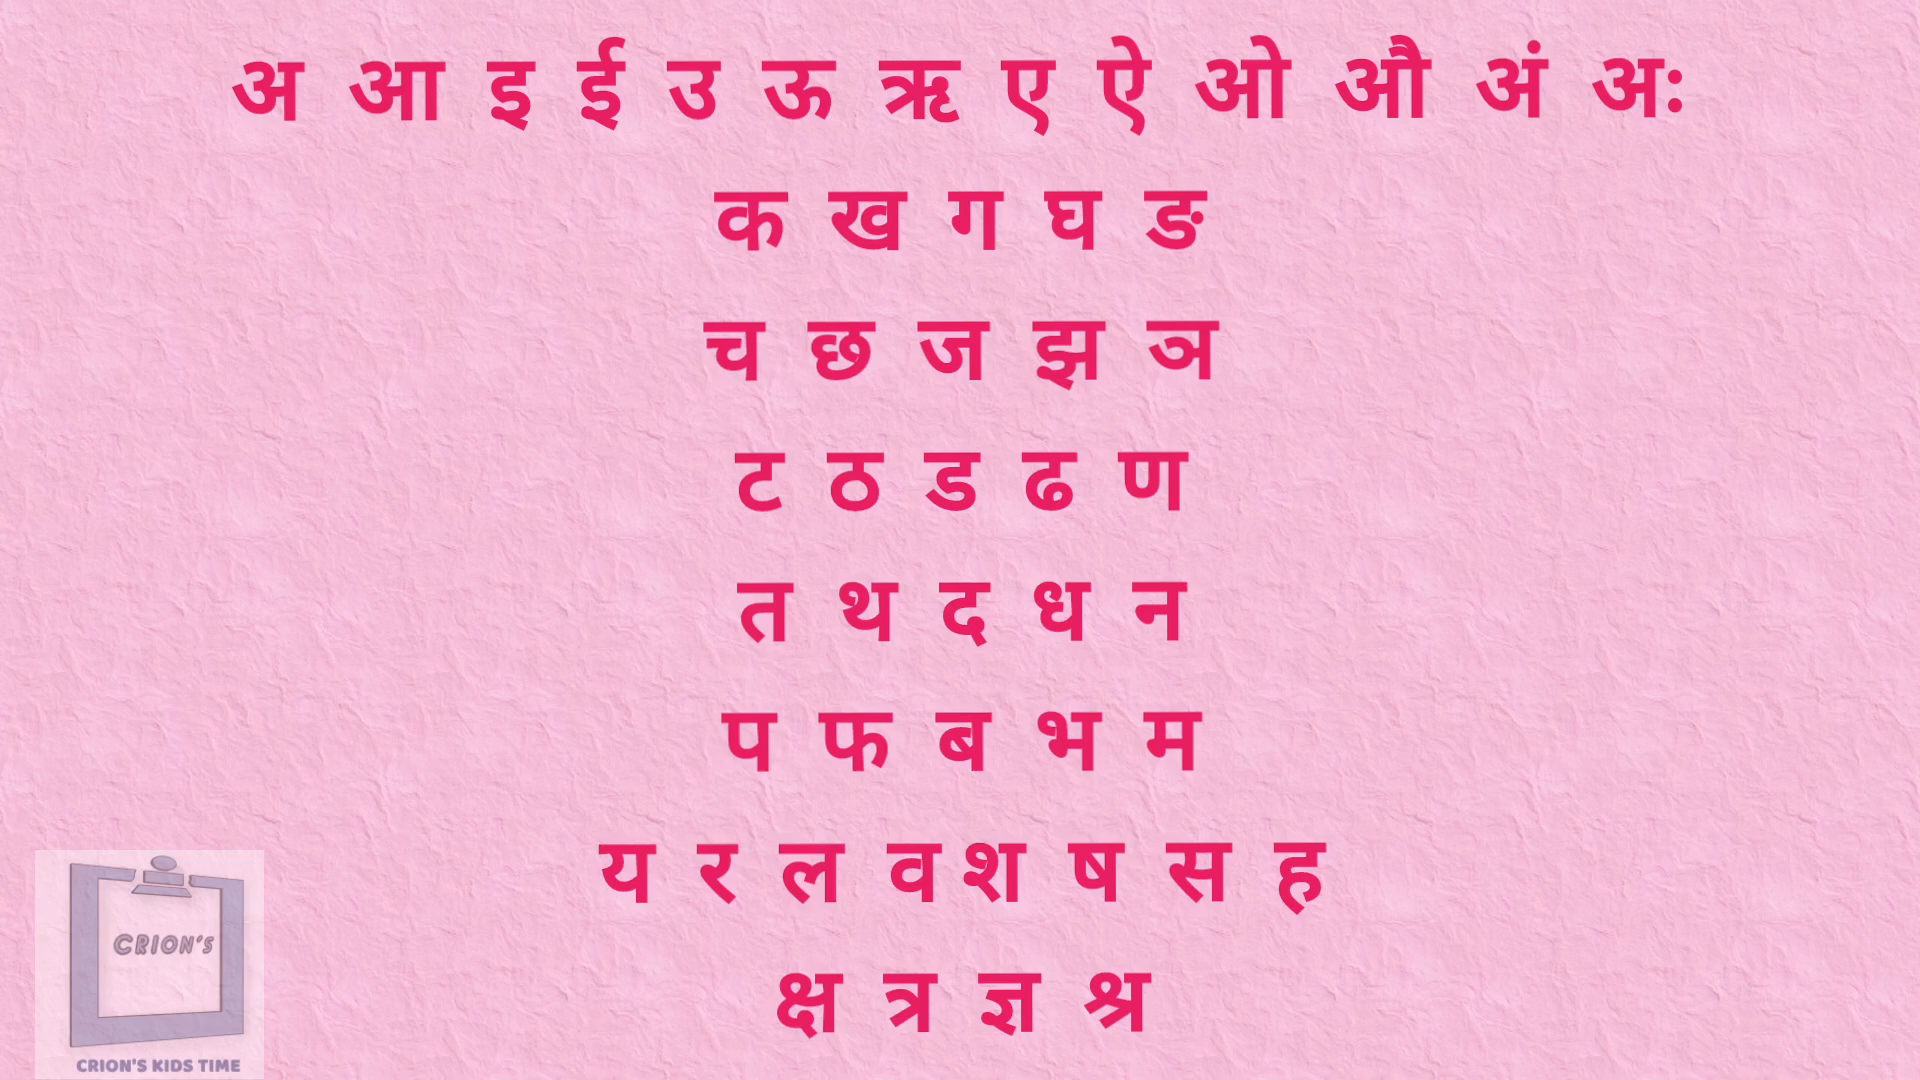 अ आ इ ई उ ऊ ऋ ए ऐ ओ औ अं अः
क ख ग घ ङ
च छ ज झ ञ
ट ठ ड ढ ण
त थ द ध न
प फ ब भ म
य र ल व श ष स ह
क्ष त्र ज्ञ श्र
CRION'S
CRION'S KIDS TIME